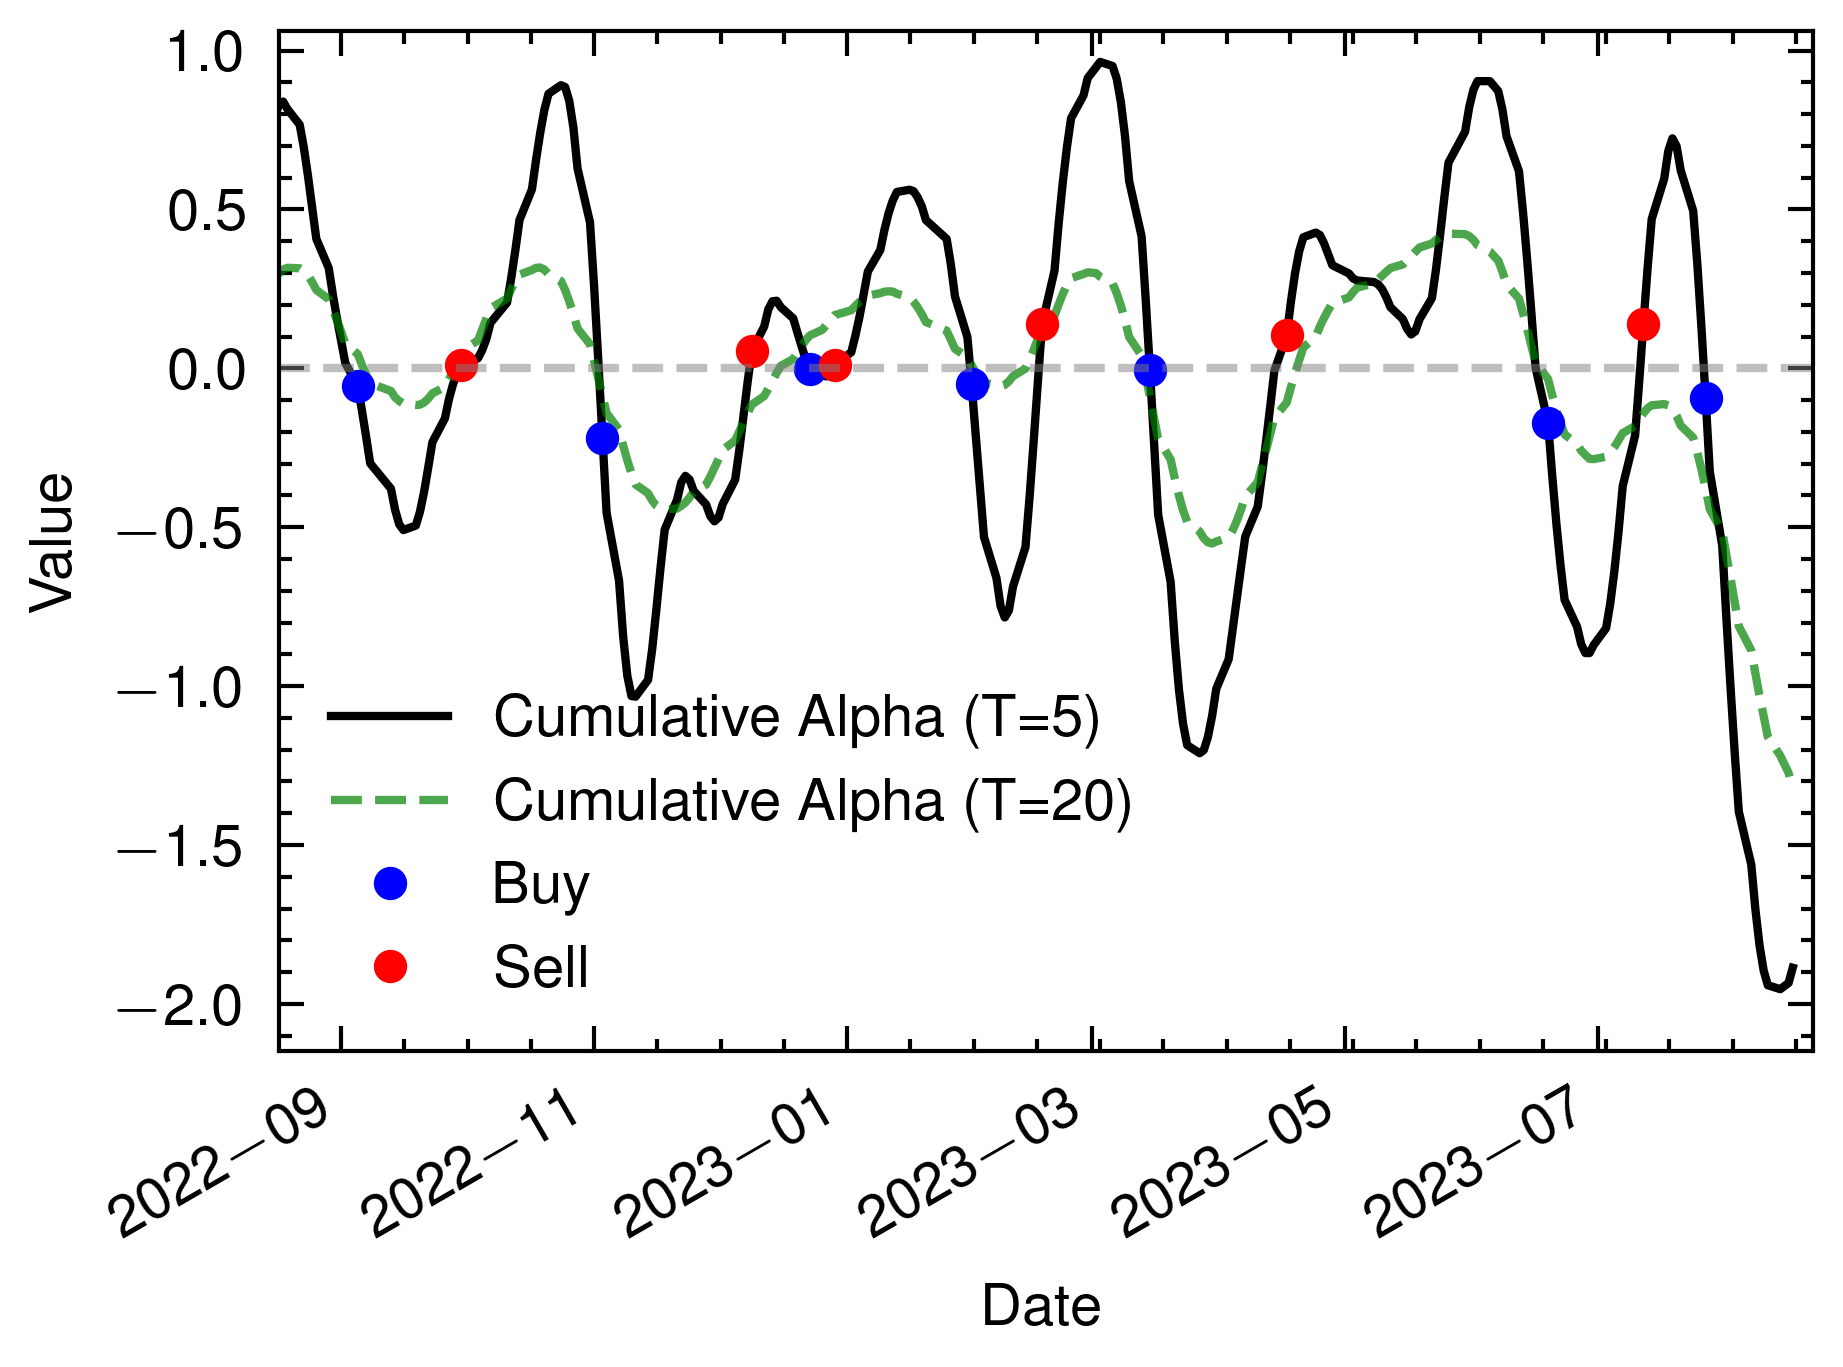 1.0
0.5
0.0
−0.5
−1.0
−1.5
−2.0
Value
Cumulative Alpha (T=5)
Cumulative Alpha (T=20)
Buy
Sell
2022−09
2022−11
2023−01
2023−03
2023−05
2023−07
Date